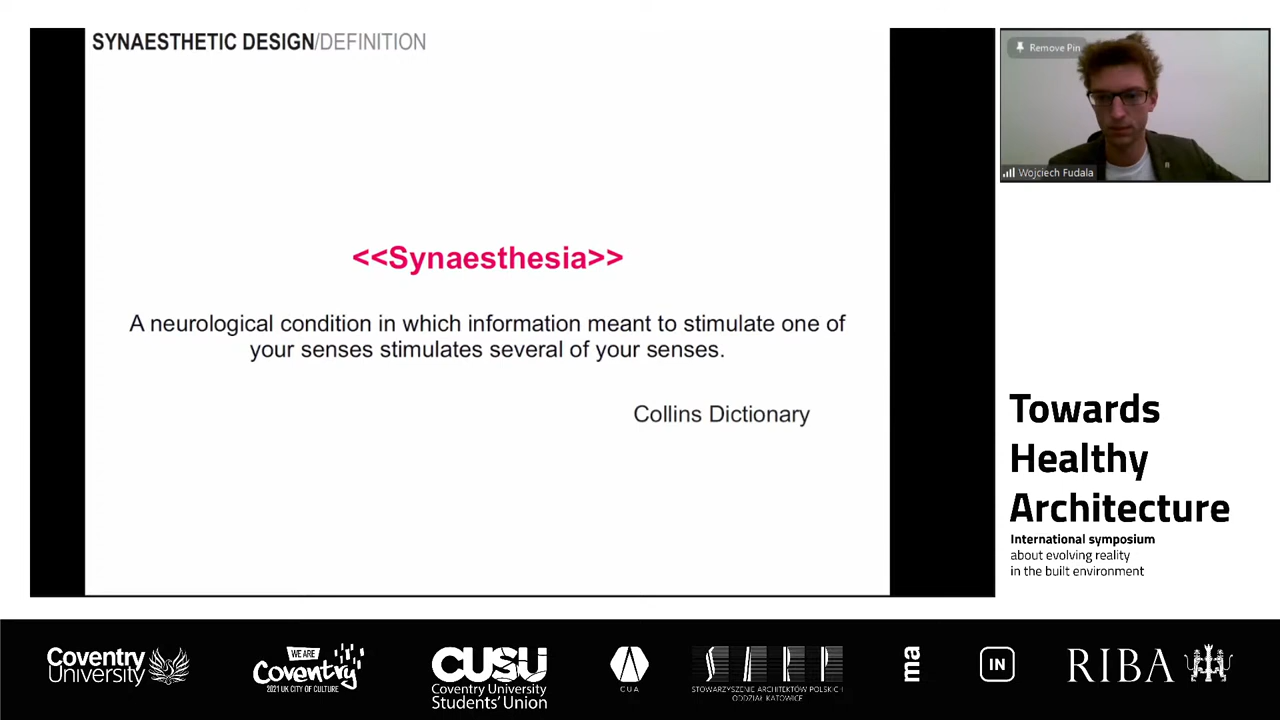 SYNAESTHETIC DESIGN/DEFINITION
<<Synaesthesia>>
A neurological condition in which information meant to stimulate one of
your senses stimulates several of your senses.
Collins Dictionary
Remove Pin
Wojciech Fudala
Towards
Healthy
Architecture
International symposium
about evolving reality
in the built environment
Coventry
University
WE ARE
Coventry
2021 UK CITY OF CULTURE
CUSU
Coventry University
Students' Union
CUA
SARP
STOWARZYSZENIE ARCHITEKTÓW POLSKICH
ODDZIAŁ KATOWICE
ma
IN
RIBA